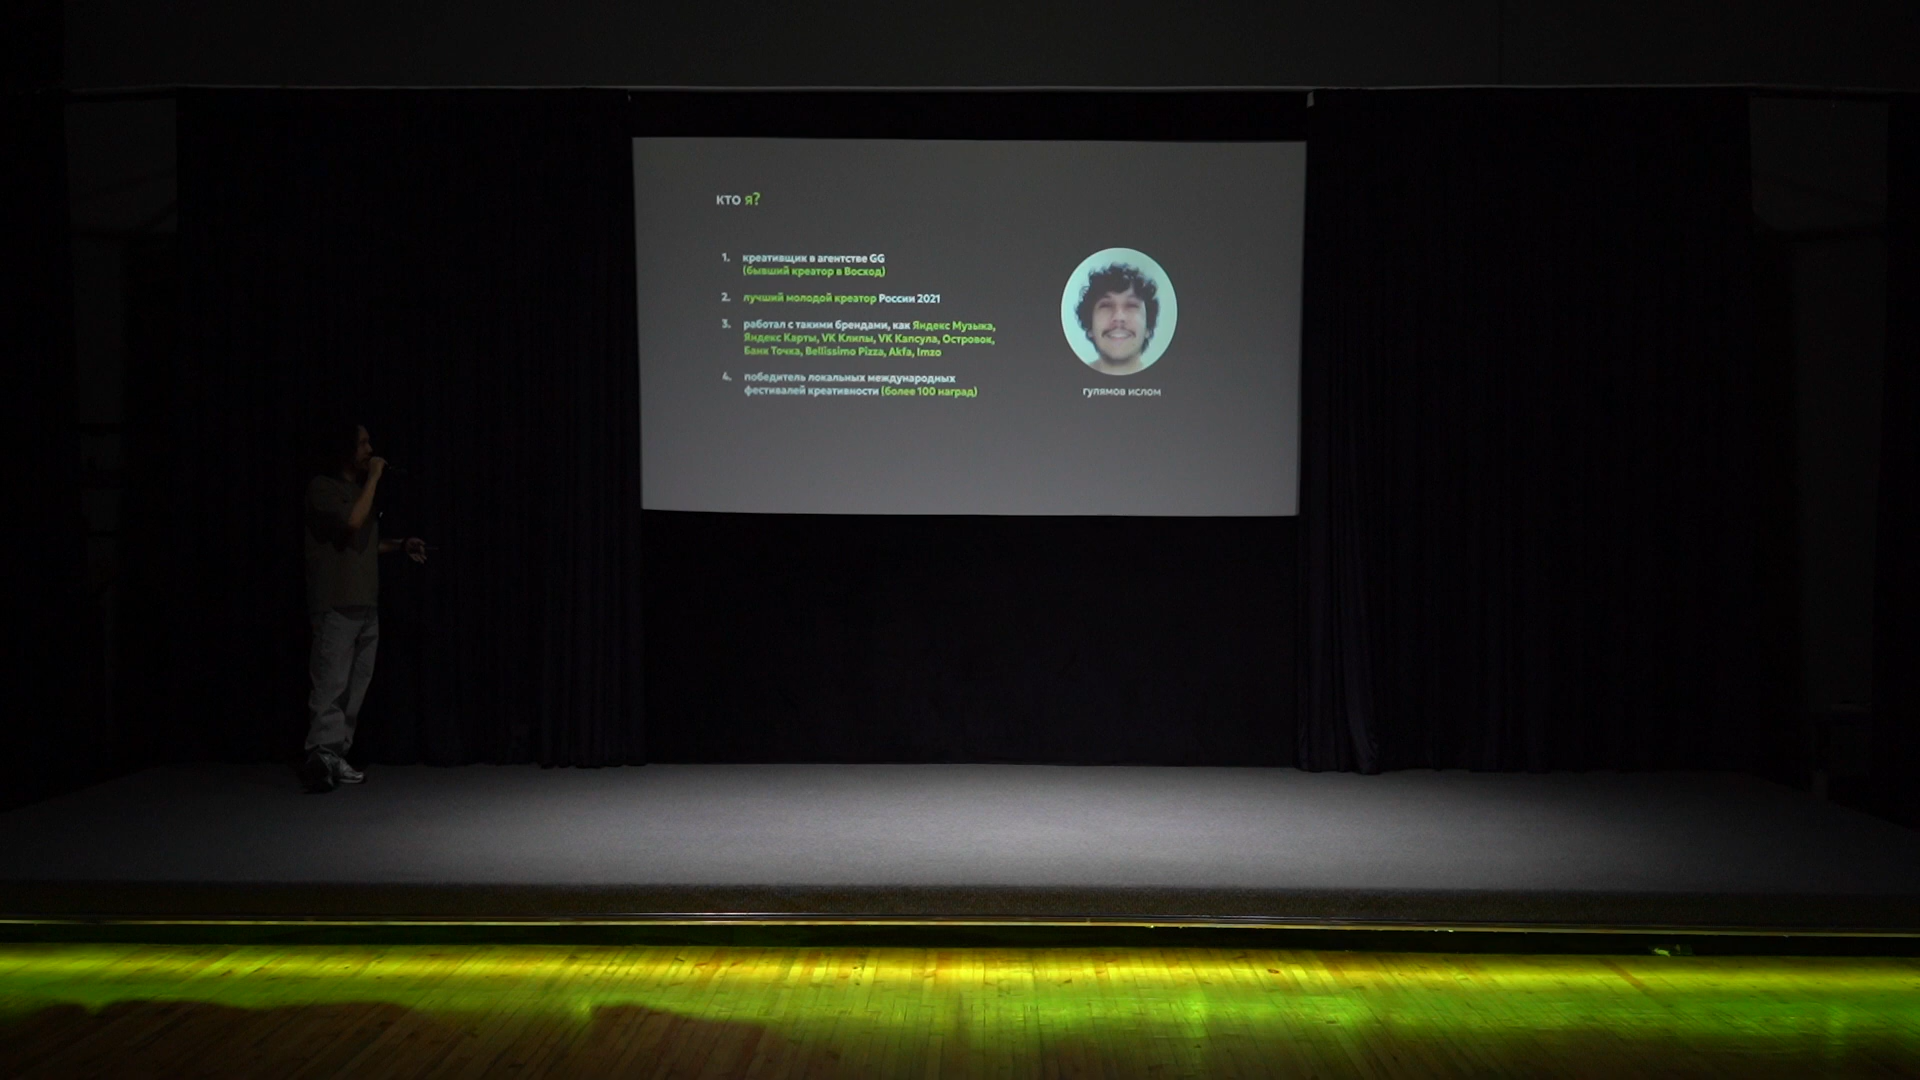 кто я?
1. креативщик в агентстве GG
(бывший креатор в Восход)
2. лучший молодой креатор России 2021
3. работал с такими брендами, как Яндекс Музыка,
Яндекс Карты, VK Клипы, VK Капсула, Островок,
Банк Точка, Bellissimo Pizza, Akfa, Imzo
4. победитель локальных международных
фестивалей креативности (более 100 наград)
гулямов ислом